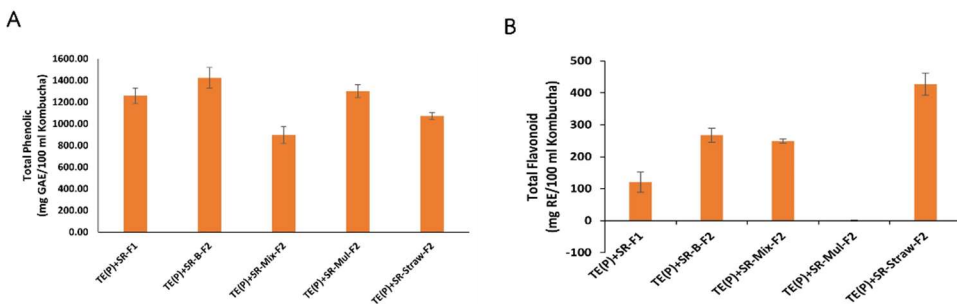 A
Total Phenolic
(mg GAE/100 ml Kombucha)
1600.00
1400.00
1200.00
1000.00
800.00
600.00
400.00
200.00
0.00
TE(P)+SR-F1
TE(P)+SR-B-F2
TE(P)+SR-Mix-F2
TE(P)+SR-Mul-F2
TE(P)+SR-Straw-F2
B
Total Flavonoid
(mg RE/100 ml Kombucha)
500
400
300
200
100
0
-100
TE(P)+SR-F1
TE(P)+SR-B-F2
TE(P)+SR-Mix-F2
TE(P)+SR-Mul-F2
TE(P)+SR-Straw-F2